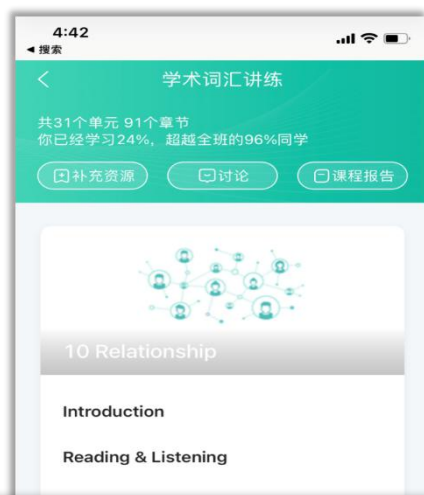 4:42
◀ 搜索
学术词汇讲练
共31个单元 91个章节
你已经学习24%，超越全班的96%同学
补充资源 讨论 课程报告
10 Relationship
Introduction
Reading & Listening